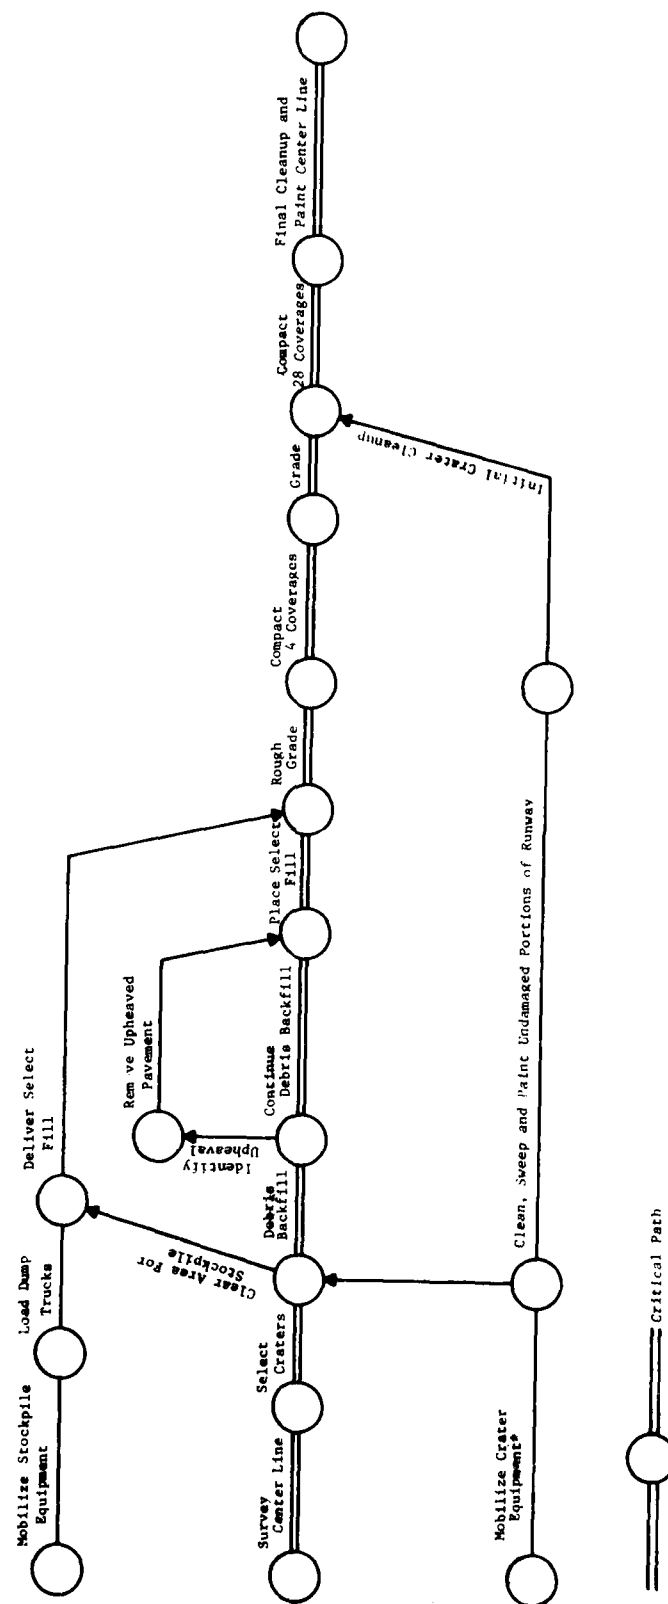 Mobilize Stockpile
Equipment
Load Dump
Trucks
Deliver Select
Fill
Clear Area For
Stockpile
Remove Upheaved
Pavement
Identify
Upheaval
Survey
Center Line
Select
Craters
Debris
Backfill
Continue
Debris Backfill
Place Select
Fill
Rough
Grade
Compact
4 Coverages
Grade
Compact
28 Coverages
Final Cleanup and
Paint Center Line
Mobilize Crater
Equipment*
Clean, Sweep and Paint Undamaged Portions of Runway
Initial Crater Cleanup
Critical Path